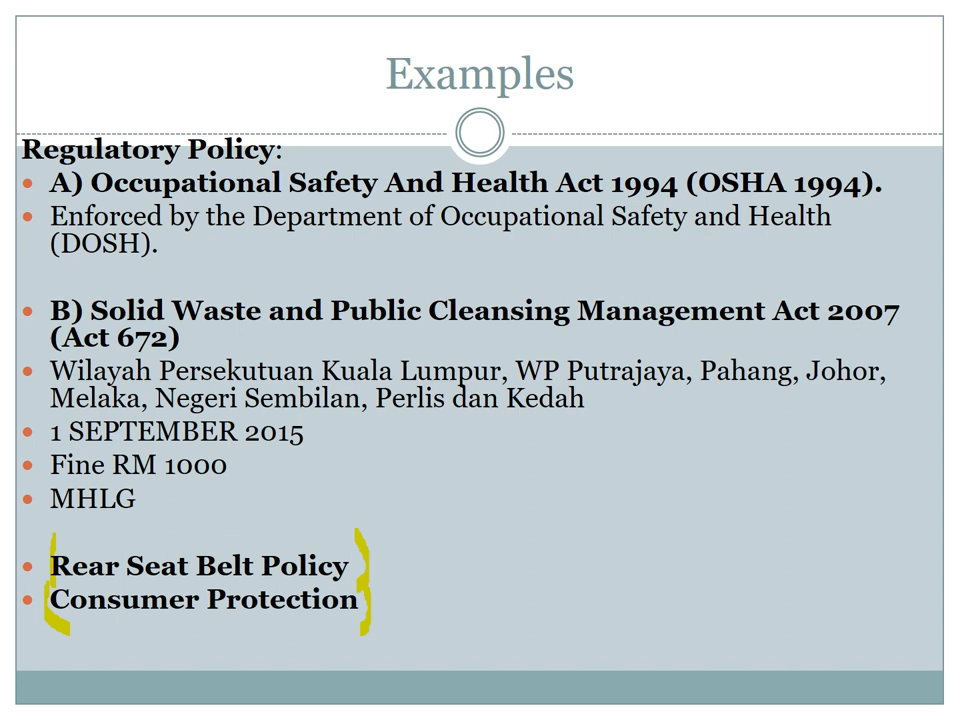 Examples
Regulatory Policy:
• A) Occupational Safety And Health Act 1994 (OSHA 1994).
• Enforced by the Department of Occupational Safety and Health
(DOSH).
• B) Solid Waste and Public Cleansing Management Act 2007
(Act 672)
• Wilayah Persekutuan Kuala Lumpur, WP Putrajaya, Pahang, Johor,
Melaka, Negeri Sembilan, Perlis dan Kedah
• 1 SEPTEMBER 2015
• Fine RM 1000
• MHLG
• Rear Seat Belt Policy
• Consumer Protection